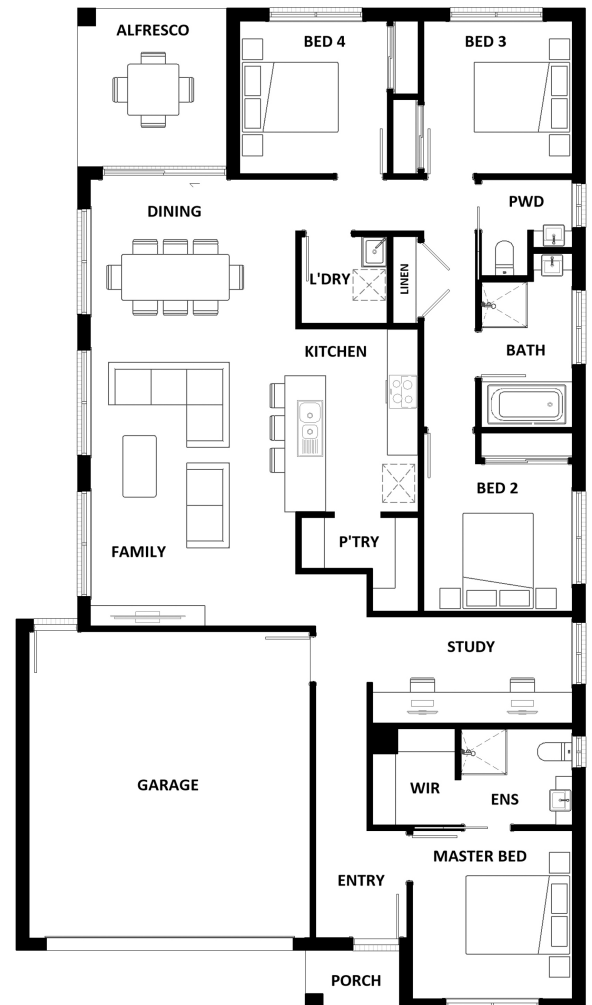 ALFRESCO
BED 4
BED 3
DINING
PWD
L'DRY
LINEN
KITCHEN
BATH
BED 2
P'TRY
FAMILY
STUDY
GARAGE
WIR
ENS
MASTER BED
ENTRY
PORCH